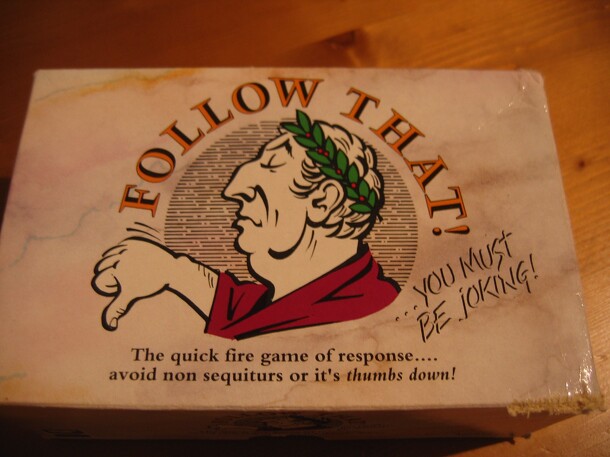 FOLLOW THAT!
...YOU MUST
BE JOKING!
The quick fire game of response....
avoid non sequiturs or it's thumbs down!